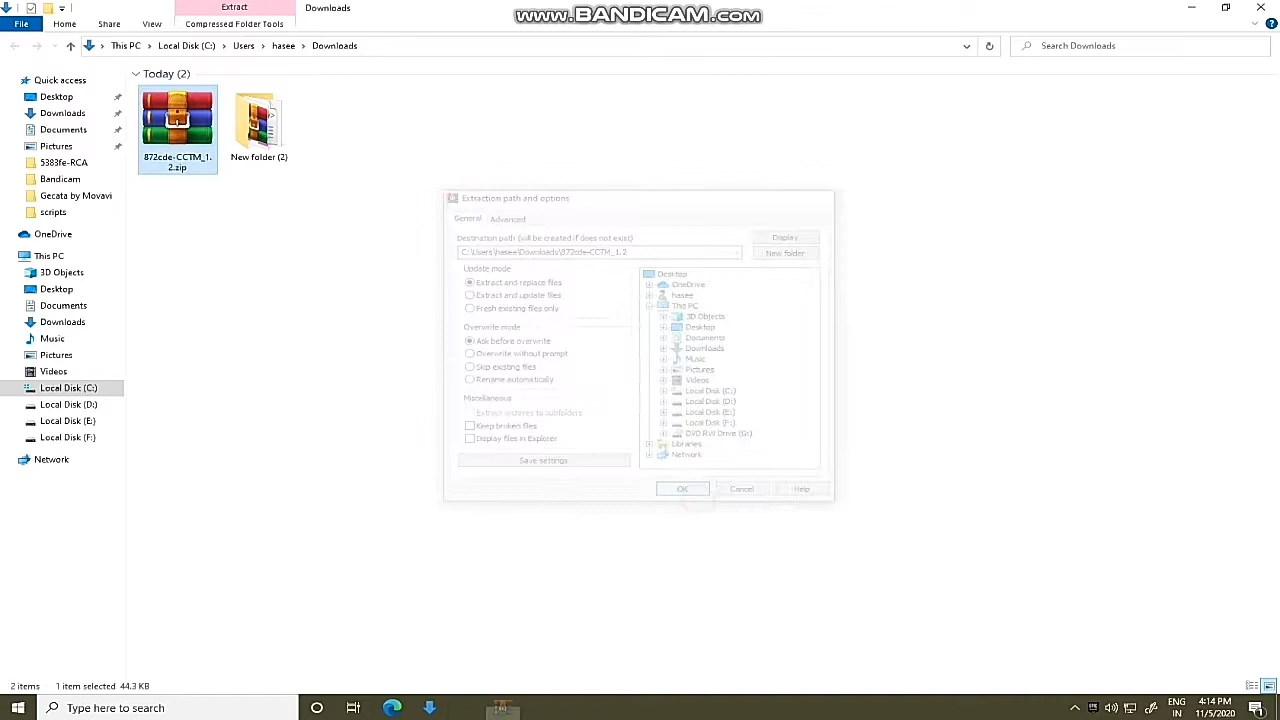 Extract
Downloads
WWW.BANDICAM.COM
File
Home
Share
View
Compressed Folder Tools
This PC
Local Disk (C:)
Users
hasee
Downloads
Search Downloads
Quick access
Desktop
Downloads
Documents
Pictures
5383fe-RCA
Bandicam
Gecata by Movavi
scripts
OneDrive
This PC
3D Objects
Desktop
Documents
Downloads
Music
Pictures
Videos
Local Disk (C:)
Local Disk (D:)
Local Disk (E:)
Local Disk (F:)
Network
Today (2)
872cde-CCTM_1.
2.zip
New folder (2)
Extraction path and options
General
Advanced
Destination path (will be created if does not exist)
Display
C:\Users\hasee\Downloads\872cde-CCTM_1.2
New folder
Update mode
Extract and replace files
Extract and update files
Fresh existing files only
Overwrite mode
Ask before overwrite
Overwrite without prompt
Skip existing files
Rename automatically
Miscellaneous
Extract archives to subfolders
Keep broken files
Display files in Explorer
Save settings
Desktop
OneDrive
hasee
This PC
3D Objects
Desktop
Documents
Downloads
Music
Pictures
Videos
Local Disk (C:)
Local Disk (D:)
Local Disk (E:)
Local Disk (F:)
DVD RW Drive (G:)
Libraries
Network
OK
Cancel
Help
2 items
1 item selected 44.3 KB
Type here to search
ENG
IN
4:14 PM
11/5/2020
1